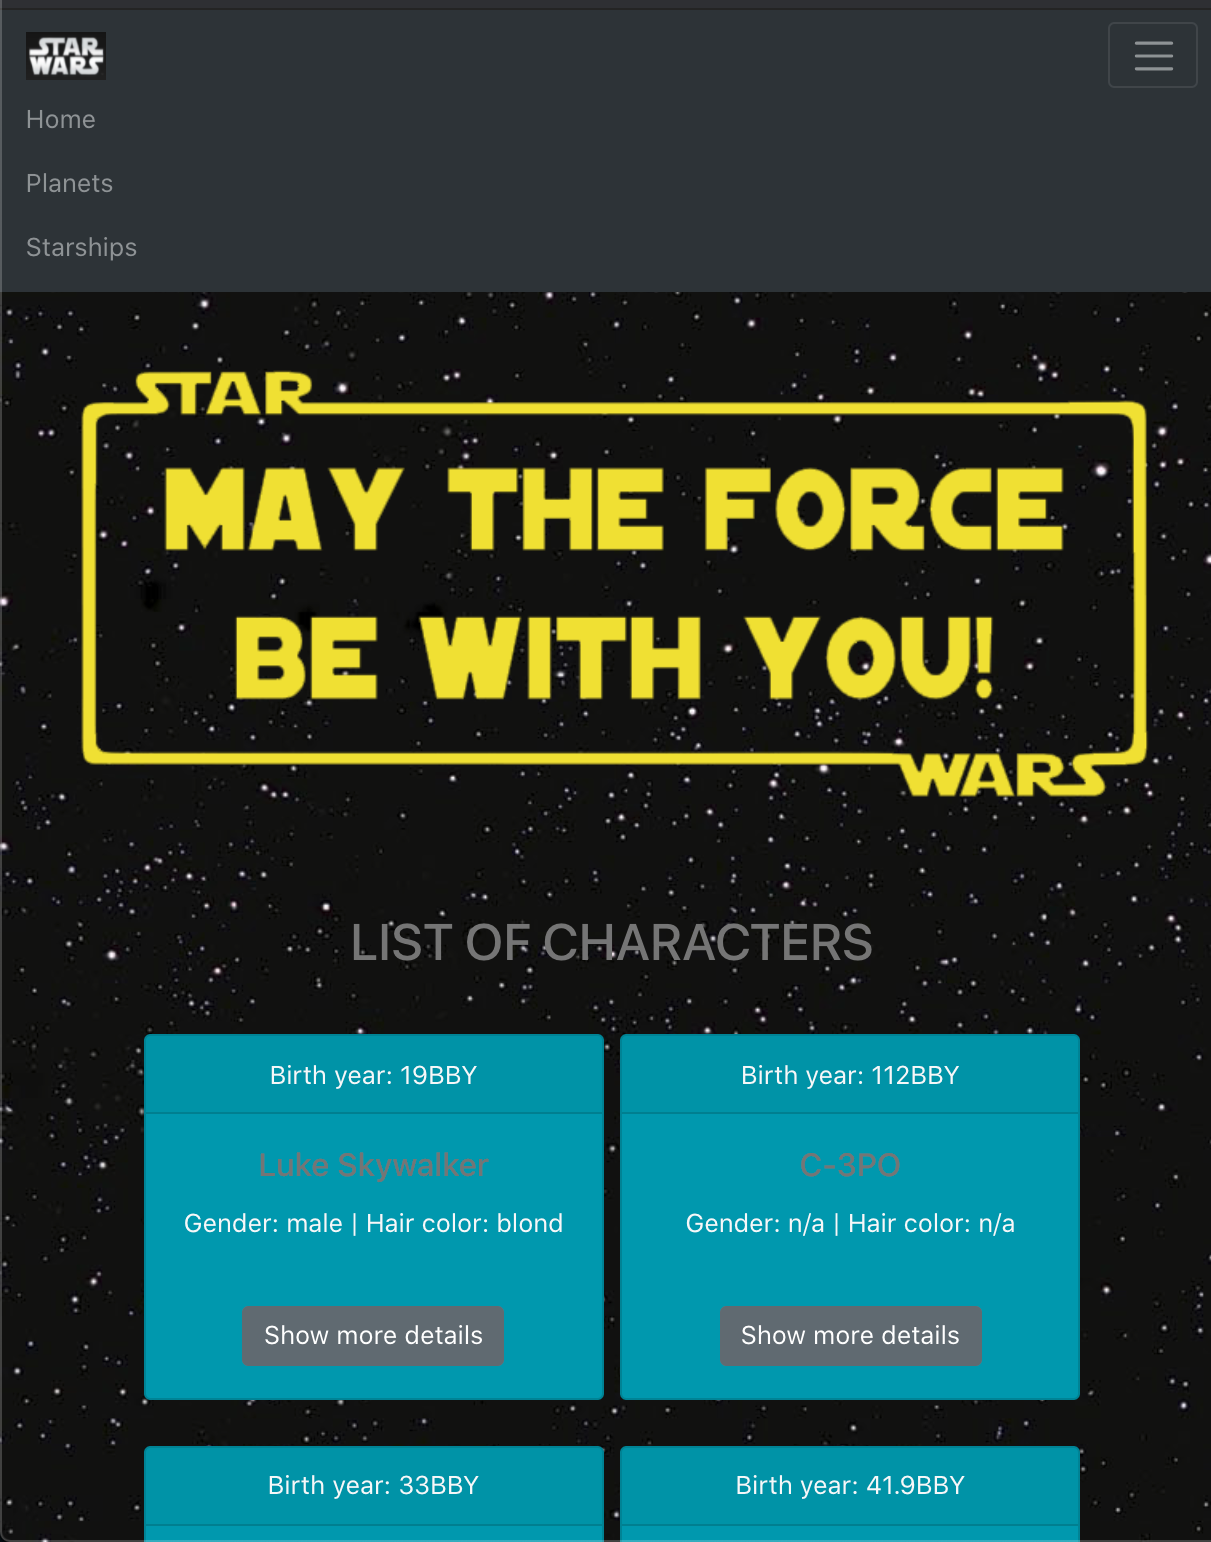 STAR
WARS
Home
Planets
Starships
STAR
MAY THE FORCE
BE WITH YOU!
WARS
LIST OF CHARACTERS
Birth year: 19BBY
Luke Skywalker
Gender: male | Hair color: blond
Show more details
Birth year: 112BBY
C-3PO
Gender: n/a | Hair color: n/a
Show more details
Birth year: 33BBY
Birth year: 41.9BBY